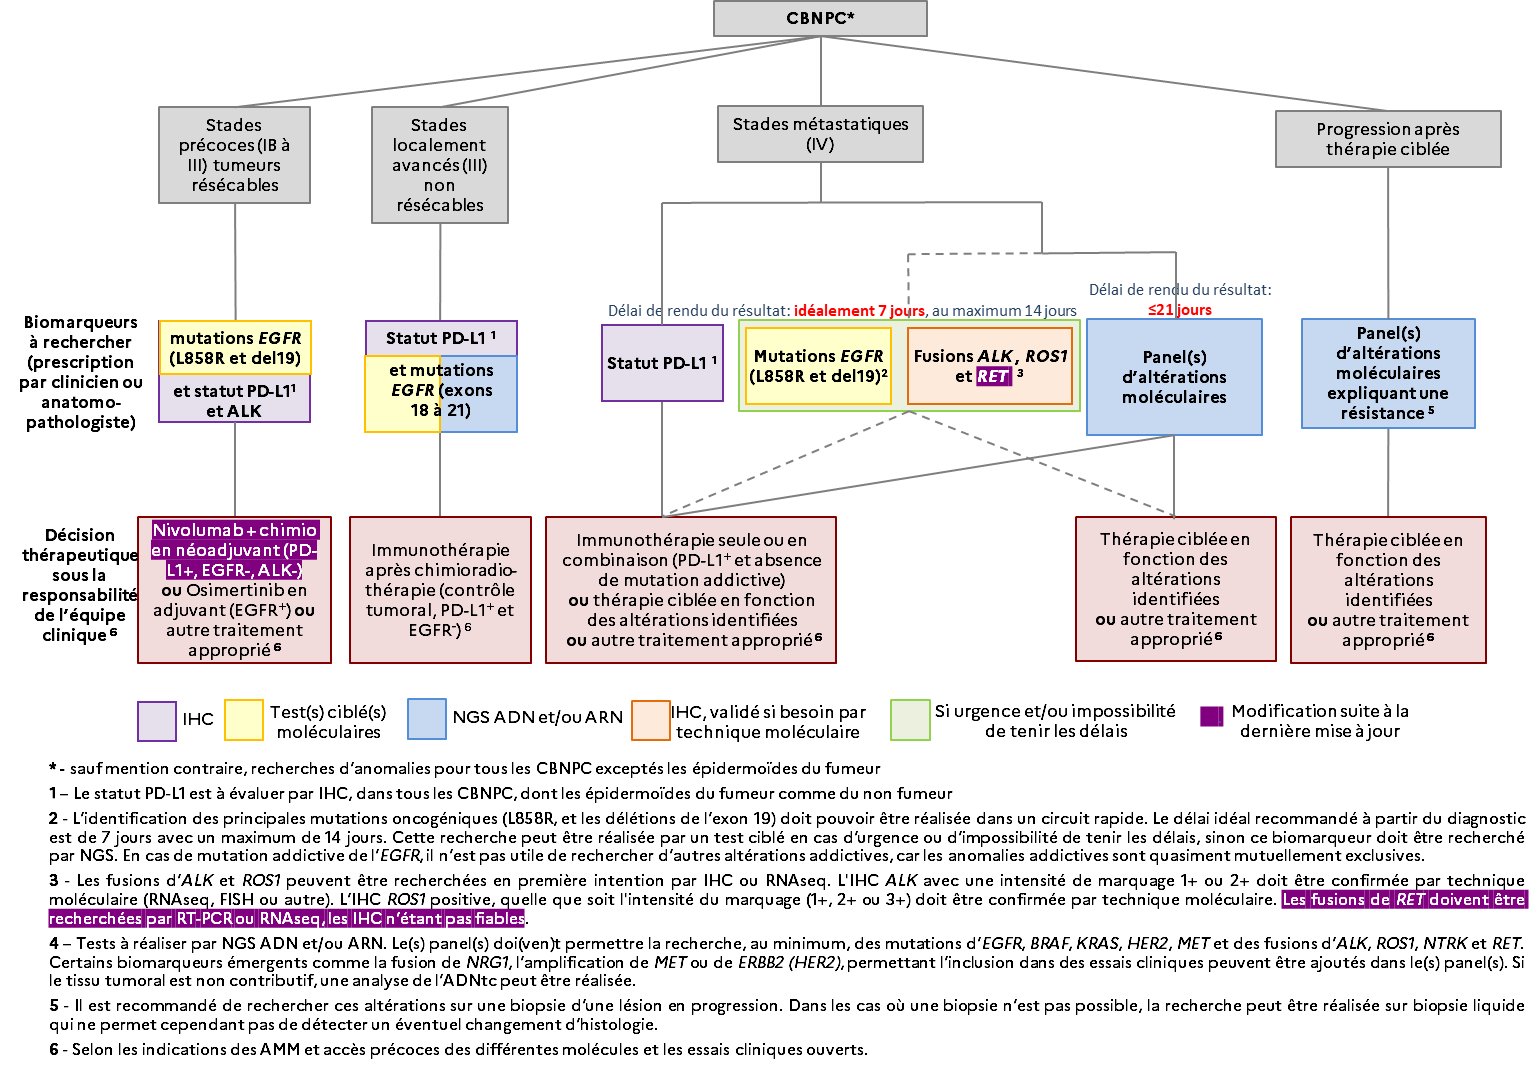 CBNPC*
Stades
précoces (IB à
III) tumeurs
résécables
Stades
localement
avancés (III)
non
résécables
Stades métastatiques
(IV)
Progression après
thérapie ciblée
Biomarqueurs
à rechercher
(prescription
par clinicien ou
anatomo-
pathologiste)
mutations EGFR
(L858R et del19)
et statut PD-L1¹
et ALK
Statut PD-L1 ¹
et mutations
EGFR (exons
18 à 21)
Délai de rendu du résultat: idéalement 7 jours, au maximum 14 jours
Statut PD-L1 ¹
Mutations EGFR
(L858R et del19)²
Fusions ALK , ROS1
et RET ³
Délai de rendu du résultat:
≤21 jours
Panel(s)
d’altérations
moléculaires
Panel(s)
d’altérations
moléculaires
expliquant une
résistance ⁵
Décision
thérapeutique
sous la
responsabilité
de l’équipe
clinique ⁶
Nivolumab + chimio
en néoadjuvant (PD-
L1+, EGFR-, ALK-)
ou Osimertinib en
adjuvant (EGFR⁺) ou
autre traitement
approprié ⁶
Immunothérapie
après chimioradio-
thérapie (contrôle
tumoral, PD-L1⁺ et
EGFR⁻) ⁶
Immunothérapie seule ou en
combinaison (PD-L1⁺ et absence
de mutation addictive)
ou thérapie ciblée en fonction
des altérations identifiées
ou autre traitement approprié ⁶
Thérapie ciblée en
fonction des
altérations
identifiées
ou autre traitement
approprié ⁶
Thérapie ciblée en
fonction des
altérations
identifiées
ou autre traitement
approprié ⁶
IHC
Test(s) ciblé(s)
moléculaires
NGS ADN et/ou ARN
IHC, validé si besoin par
technique moléculaire
Si urgence et/ou impossibilité
de tenir les délais
Modification suite à la
dernière mise à jour
* - sauf mention contraire, recherches d’anomalies pour tous les CBNPC exceptés les épidermoïdes du fumeur
1 – Le statut PD-L1 est à évaluer par IHC, dans tous les CBNPC, dont les épidermoïdes du fumeur comme du non fumeur
2 - L’identification des principales mutations oncogéniques (L858R, et les délétions de l’exon 19) doit pouvoir être réalisée dans un circuit rapide. Le délai idéal recommandé à partir du diagnostic
est de 7 jours avec un maximum de 14 jours. Cette recherche peut être réalisée par un test ciblé en cas d’urgence ou d’impossibilité de tenir les délais, sinon ce biomarqueur doit être recherché
par NGS. En cas de mutation addictive de l’EGFR, il n’est pas utile de rechercher d’autres altérations addictives, car les anomalies addictives sont quasiment mutuellement exclusives.
3 - Les fusions d’ALK et ROS1 peuvent être recherchées en première intention par IHC ou RNAseq. L'IHC ALK avec une intensité de marquage 1+ ou 2+ doit être confirmée par technique
moléculaire (RNAseq, FISH ou autre). L’IHC ROS1 positive, quelle que soit l'intensité du marquage (1+, 2+ ou 3+) doit être confirmée par technique moléculaire. Les fusions de RET doivent être
recherchées par RT-PCR ou RNAseq, les IHC n’étant pas fiables.
4 – Tests à réaliser par NGS ADN et/ou ARN. Le(s) panel(s) doi(ven)t permettre la recherche, au minimum, des mutations d’EGFR, BRAF, KRAS, HER2, MET et des fusions d’ALK, ROS1, NTRK et RET.
Certains biomarqueurs émergents comme la fusion de NRG1, l’amplification de MET ou de ERBB2 (HER2), permettant l’inclusion dans des essais cliniques peuvent être ajoutés dans le(s) panel(s). Si
le tissu tumoral est non contributif, une analyse de l’ADNtc peut être réalisée.
5 - Il est recommandé de rechercher ces altérations sur une biopsie d’une lésion en progression. Dans les cas où une biopsie n’est pas possible, la recherche peut être réalisée sur biopsie liquide
qui ne permet cependant pas de détecter un éventuel changement d’histologie.
6 - Selon les indications des AMM et accès précoces des différentes molécules et les essais cliniques ouverts.